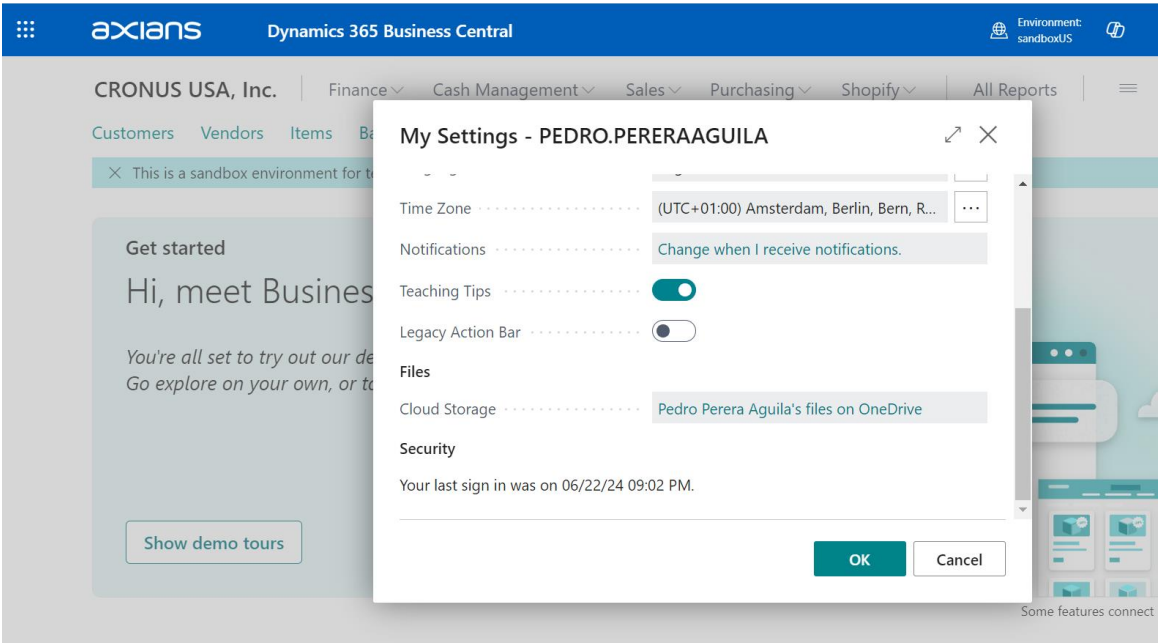 axians Dynamics 365 Business Central Environment: sandboxUS
CRONUS USA, Inc. Finance Cash Management Sales Purchasing Shopify All Reports
Customers Vendors Items
This is a sandbox environment for
Get started
Hi, meet
You're all set to try out our
Go explore on your own, or
Show demo tours
My Settings - PEDRO.PERERAAGUILA
Time Zone (UTC+01:00) Amsterdam, Berlin, Bern, R...
Notifications Change when I receive notifications.
Teaching Tips
Legacy Action Bar
Files
Cloud Storage Pedro Perera Aguila's files on OneDrive
Security
Your last sign in was on 06/22/24 09:02 PM.
OK Cancel
Some features connect